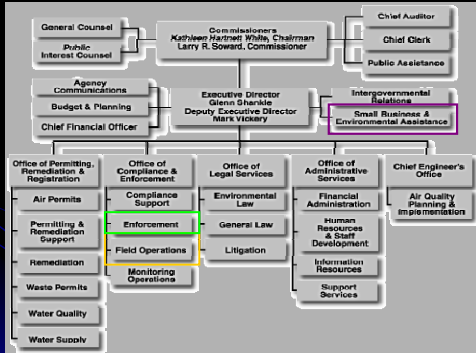 Commissioners
Kathleen Hartnett White, Chairman
Larry R. Soward, Commissioner
General Counsel
Public
Interest Counsel
Chief Auditor
Chief Clerk
Public Assistance
Agency
Communications
Budget & Planning
Chief Financial Officer
Executive Director
Glenn Shankle
Deputy Executive Director
Mark Vickery
Intergovernmental
Relations
Small Business &
Environmental Assistance
Office of Permitting,
Remediation &
Registration
Air Permits
Permitting &
Remediation
Support
Remediation
Waste Permits
Water Quality
Water Supply
Office of
Compliance &
Enforcement
Compliance
Support
Enforcement
Field Operations
Monitoring
Operations
Office of
Legal Services
Environmental
Law
General Law
Litigation
Office of
Administrative
Services
Financial
Administration
Human
Resources
& Staff
Development
Information
Resources
Support
Services
Chief Engineer's
Office
Air Quality
Planning &
Implementation